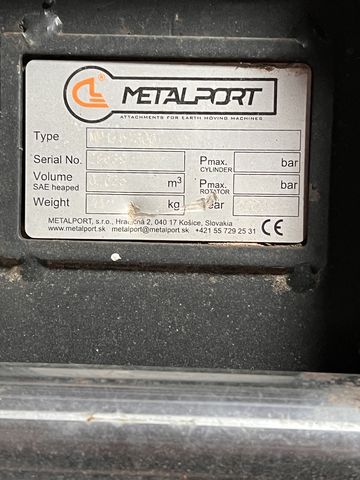 METALPORT
ATTACHMENTS FOR EARTH MOVING MACHINES
Type
Serial No. Pmax. CYLINDER bar
Volume SAE heaped m³ Pmax. ROTATOR bar
Weight kg ear
METALPORT, s.r.o., Hraničná 2, 040 17 Košice, Slovakia
www.metalport.sk metalport@metalport.sk +421 55 729 25 31 CE